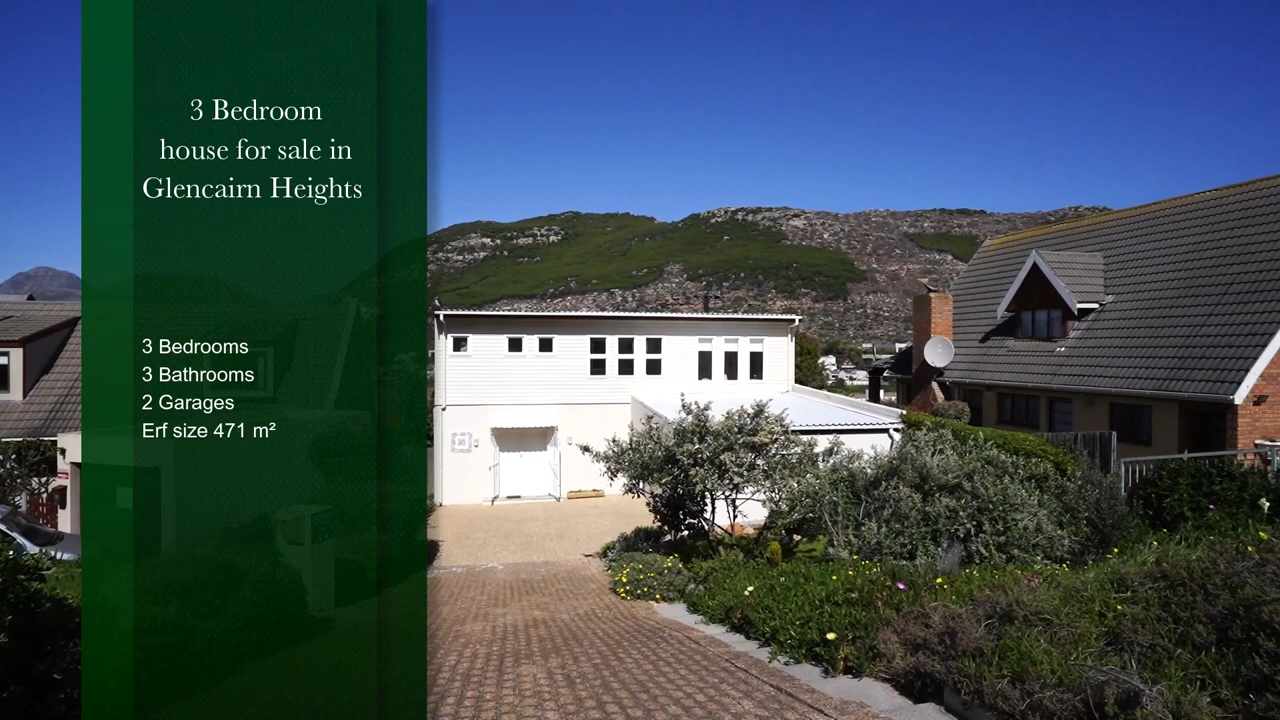 3 Bedroom
house for sale in
Glencairn Heights
3 Bedrooms
3 Bathrooms
2 Garages
Erf size 471 m²